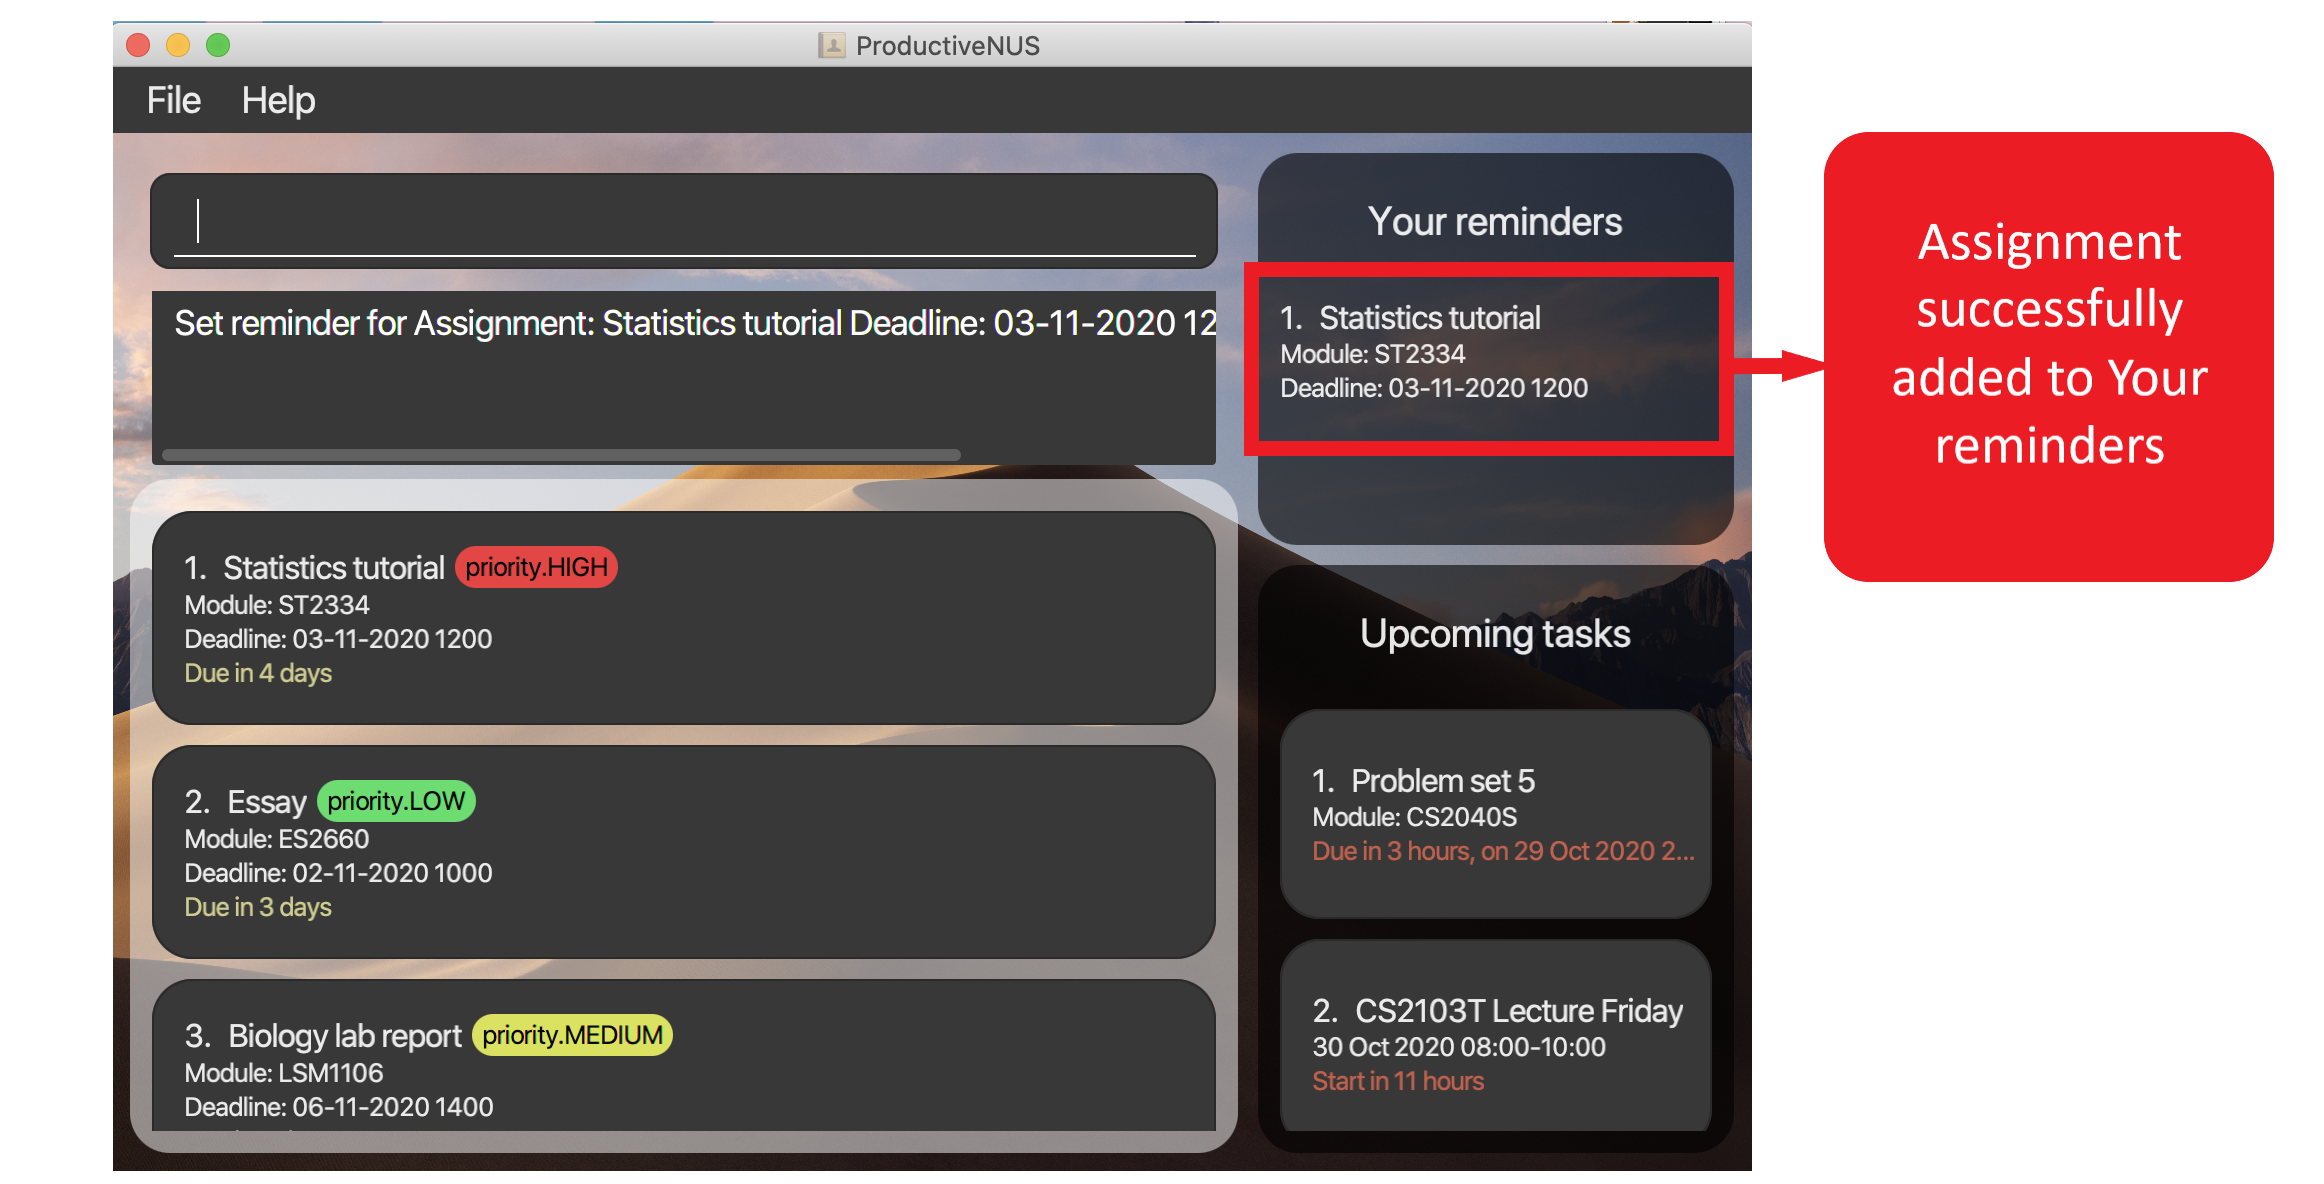 ProductiveNUS
File Help
Set reminder for Assignment: Statistics tutorial Deadline: 03-11-2020 12
1. Statistics tutorial priority.HIGH
Module: ST2334
Deadline: 03-11-2020 1200
Due in 4 days
2. Essay priority.LOW
Module: ES2660
Deadline: 02-11-2020 1000
Due in 3 days
3. Biology lab report priority.MEDIUM
Module: LSM1106
Deadline: 06-11-2020 1400
Your reminders
1. Statistics tutorial
Module: ST2334
Deadline: 03-11-2020 1200
Upcoming tasks
1. Problem set 5
Module: CS2040S
Due in 3 hours, on 29 Oct 2020 2...
2. CS2103T Lecture Friday
30 Oct 2020 08:00-10:00
Start in 11 hours
Assignment
successfully
added to Your
reminders